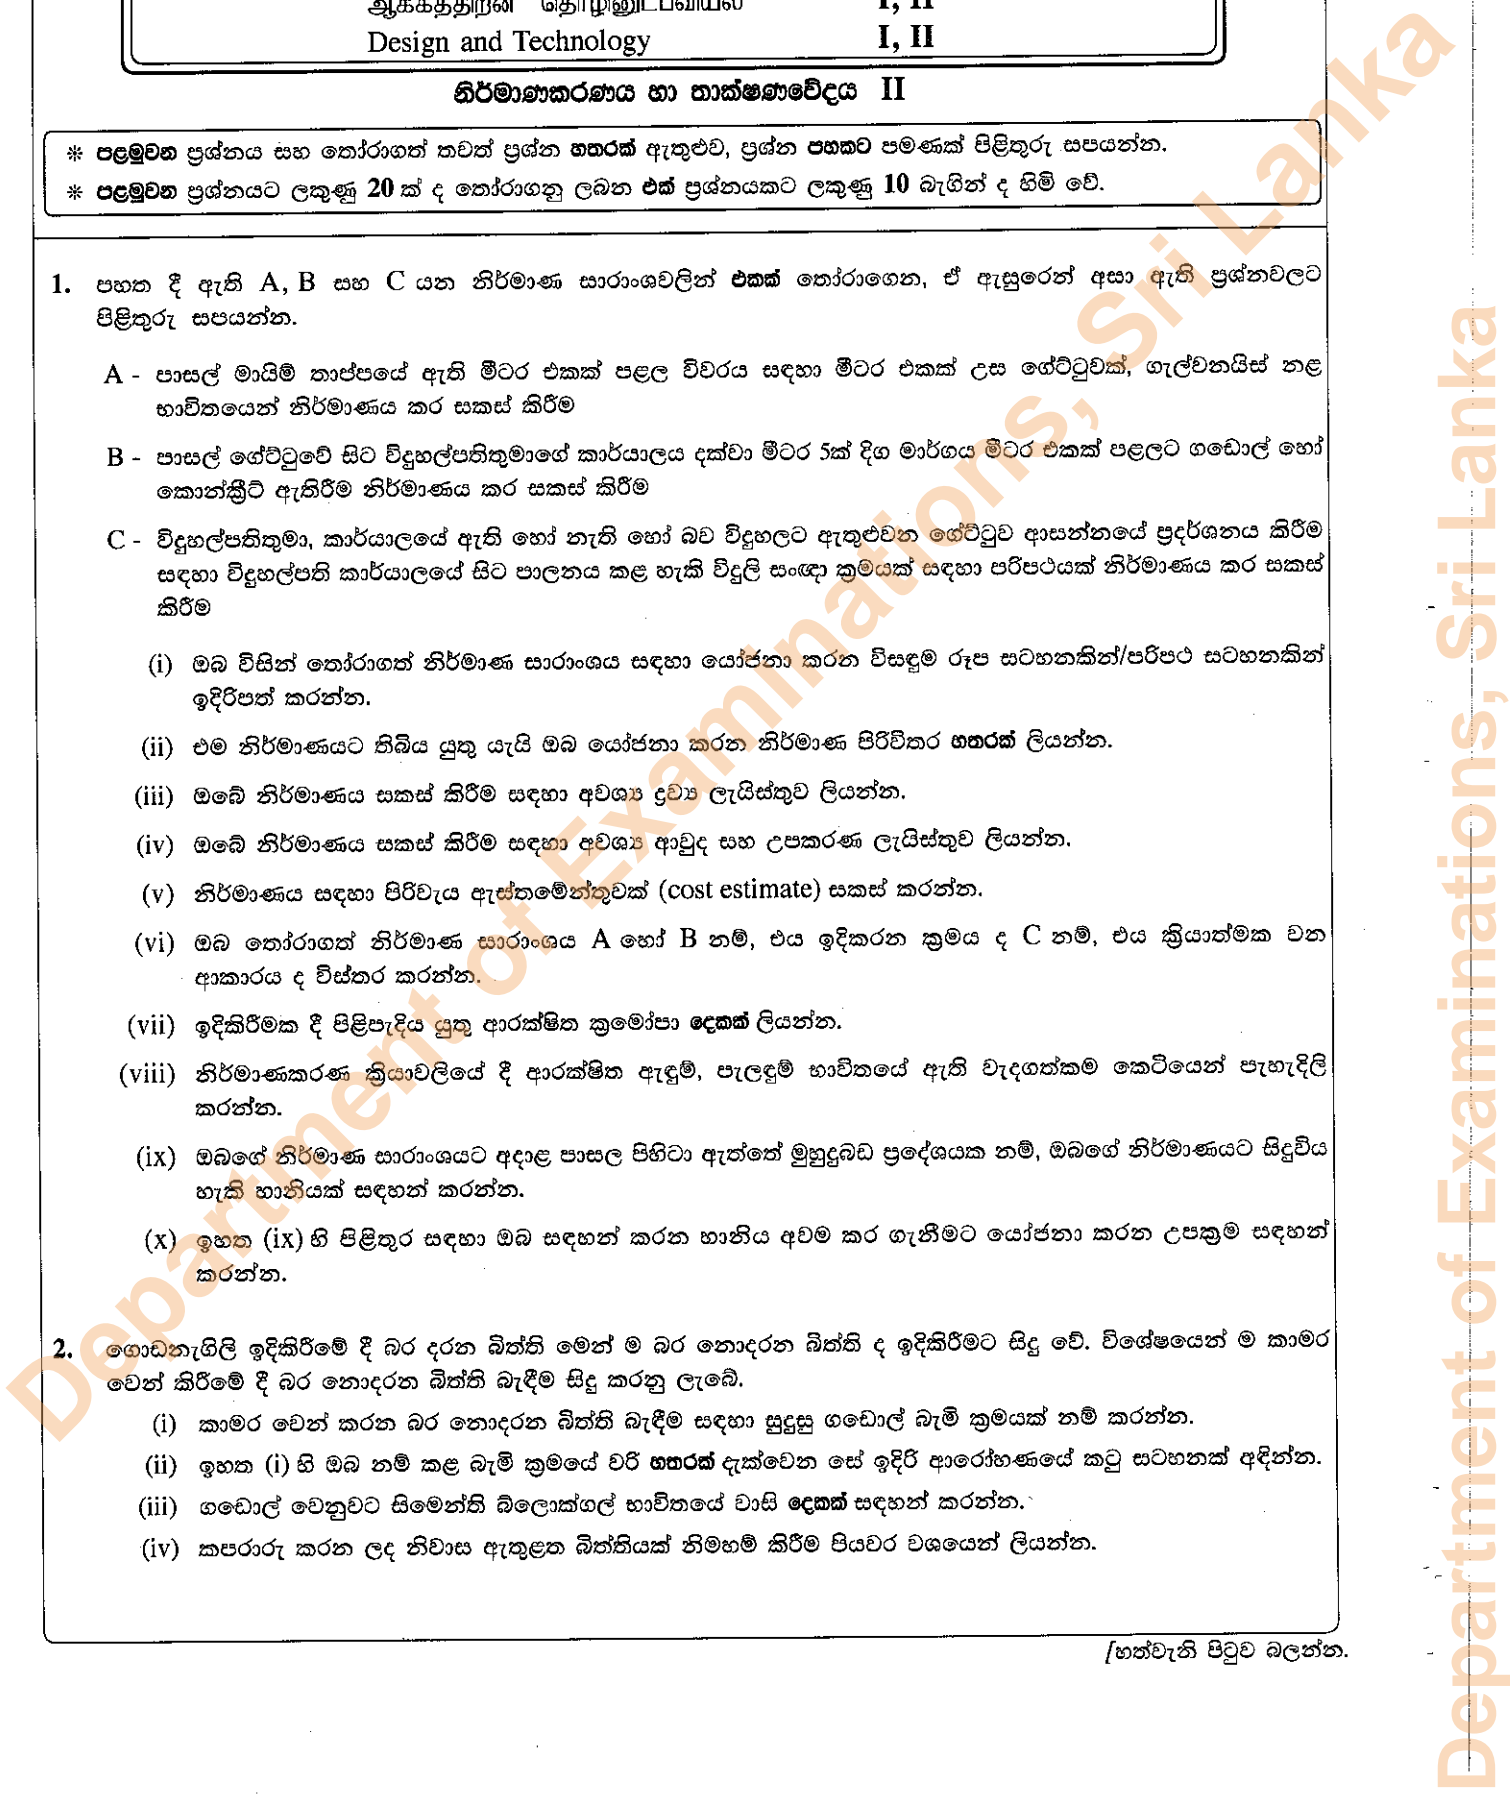 Design and Technology I, II
නිර්මාණකරණය හා තාක්ෂණවේදය II
✻ පළමුවන ප්‍රශ්නය සහ තෝරාගත් තවත් ප්‍රශ්න හතරක් ඇතුළුව, ප්‍රශ්න පහකට පමණක් පිළිතුරු සපයන්න.
✻ පළමුවන ප්‍රශ්නයට ලකුණු 20 ක් ද තෝරාගනු ලබන එක් ප්‍රශ්නයකට ලකුණු 10 බැගින් ද හිමි වේ.
1. පහත දී ඇති A, B සහ C යන නිර්මාණ සාරාංශවලින් එකක් තෝරාගෙන, ඒ ඇසුරෙන් අසා ඇති ප්‍රශ්නවලට
පිළිතුරු සපයන්න.
A - පාසල් මායිම් තාප්පයේ ඇති මීටර එකක් පළල විවරය සඳහා මීටර එකක් උස ගේට්ටුවක්, ගැල්වනයිස් නළ
භාවිතයෙන් නිර්මාණය කර සකස් කිරීම
B - පාසල් ගේට්ටුවේ සිට විදුහල්පතිතුමාගේ කාර්යාලය දක්වා මීටර 5ක් දිග මාර්ගය මීටර එකක් පළලට ගඩොල් හෝ
කොන්ක්‍රීට් ඇතිරීම නිර්මාණය කර සකස් කිරීම
C - විදුහල්පතිතුමා, කාර්යාලයේ ඇති හෝ නැති හෝ බව විදුහලට ඇතුළුවන ගේට්ටුව ආසන්නයේ ප්‍රදර්ශනය කිරීම
සඳහා විදුහල්පති කාර්යාලයේ සිට පාලනය කළ හැකි විදුලි සංඥා ක්‍රමයක් සඳහා පරිපථයක් නිර්මාණය කර සකස්
කිරීම
(i) ඔබ විසින් තෝරාගත් නිර්මාණ සාරාංශය සඳහා යෝජනා කරන විසඳුම රූප සටහනකින්/පරිපථ සටහනකින්
ඉදිරිපත් කරන්න.
(ii) එම නිර්මාණයට තිබිය යුතු යැයි ඔබ යෝජනා කරන නිර්මාණ පිරිවිතර හතරක් ලියන්න.
(iii) ඔබේ නිර්මාණය සකස් කිරීම සඳහා අවශ්‍ය ද්‍රව්‍ය ලැයිස්තුව ලියන්න.
(iv) ඔබේ නිර්මාණය සකස් කිරීම සඳහා අවශ්‍ය ආවුද සහ උපකරණ ලැයිස්තුව ලියන්න.
(v) නිර්මාණය සඳහා පිරිවැය ඇස්තමේන්තුවක් (cost estimate) සකස් කරන්න.
(vi) ඔබ තෝරාගත් නිර්මාණ සාරාංශය A හෝ B නම්, එය ඉදිකරන ක්‍රමය ද C නම්, එය ක්‍රියාත්මක වන
ආකාරය ද විස්තර කරන්න.
(vii) ඉදිකිරීමක දී පිළිපැදිය යුතු ආරක්ෂිත ක්‍රමෝපා දෙකක් ලියන්න.
(viii) නිර්මාණකරණ ක්‍රියාවලියේ දී ආරක්ෂිත ඇඳුම්, පැලඳුම් භාවිතයේ ඇති වැදගත්කම කෙටියෙන් පැහැදිලි
කරන්න.
(ix) ඔබගේ නිර්මාණ සාරාංශයට අදාළ පාසල පිහිටා ඇත්තේ මුහුදුබඩ ප්‍රදේශයක නම්, ඔබගේ නිර්මාණයට සිදුවිය
හැකි හානියක් සඳහන් කරන්න.
(x) ඉහත (ix) හි පිළිතුර සඳහා ඔබ සඳහන් කරන හානිය අවම කර ගැනීමට යෝජනා කරන උපක්‍රම සඳහන්
කරන්න.
2. ගොඩනැගිලි ඉදිකිරීමේ දී බර දරන බිත්ති මෙන් ම බර නොදරන බිත්ති ද ඉදිකිරීමට සිදු වේ. විශේෂයෙන් ම කාමර
වෙන් කිරීමේ දී බර නොදරන බිත්ති බැඳීම සිදු කරනු ලැබේ.
(i) කාමර වෙන් කරන බර නොදරන බිත්ති බැඳීම සඳහා සුදුසු ගඩොල් බැමි ක්‍රමයක් නම් කරන්න.
(ii) ඉහත (i) හි ඔබ නම් කළ බැමි ක්‍රමයේ වරි හතරක් දැක්වෙන සේ ඉදිරි ආරෝහණයේ කටු සටහනක් අඳින්න.
(iii) ගඩොල් වෙනුවට සිමෙන්ති බ්ලොක්ගල් භාවිතයේ වාසි දෙකක් සඳහන් කරන්න.
(iv) කපරාරු කරන ලද නිවාස ඇතුළත බිත්තියක් නිමහම් කිරීම පියවර වශයෙන් ලියන්න.
[හත්වැනි පිටුව බලන්න.
Department of Examinations, Sri Lanka
Department of Examinations, Sri Lanka